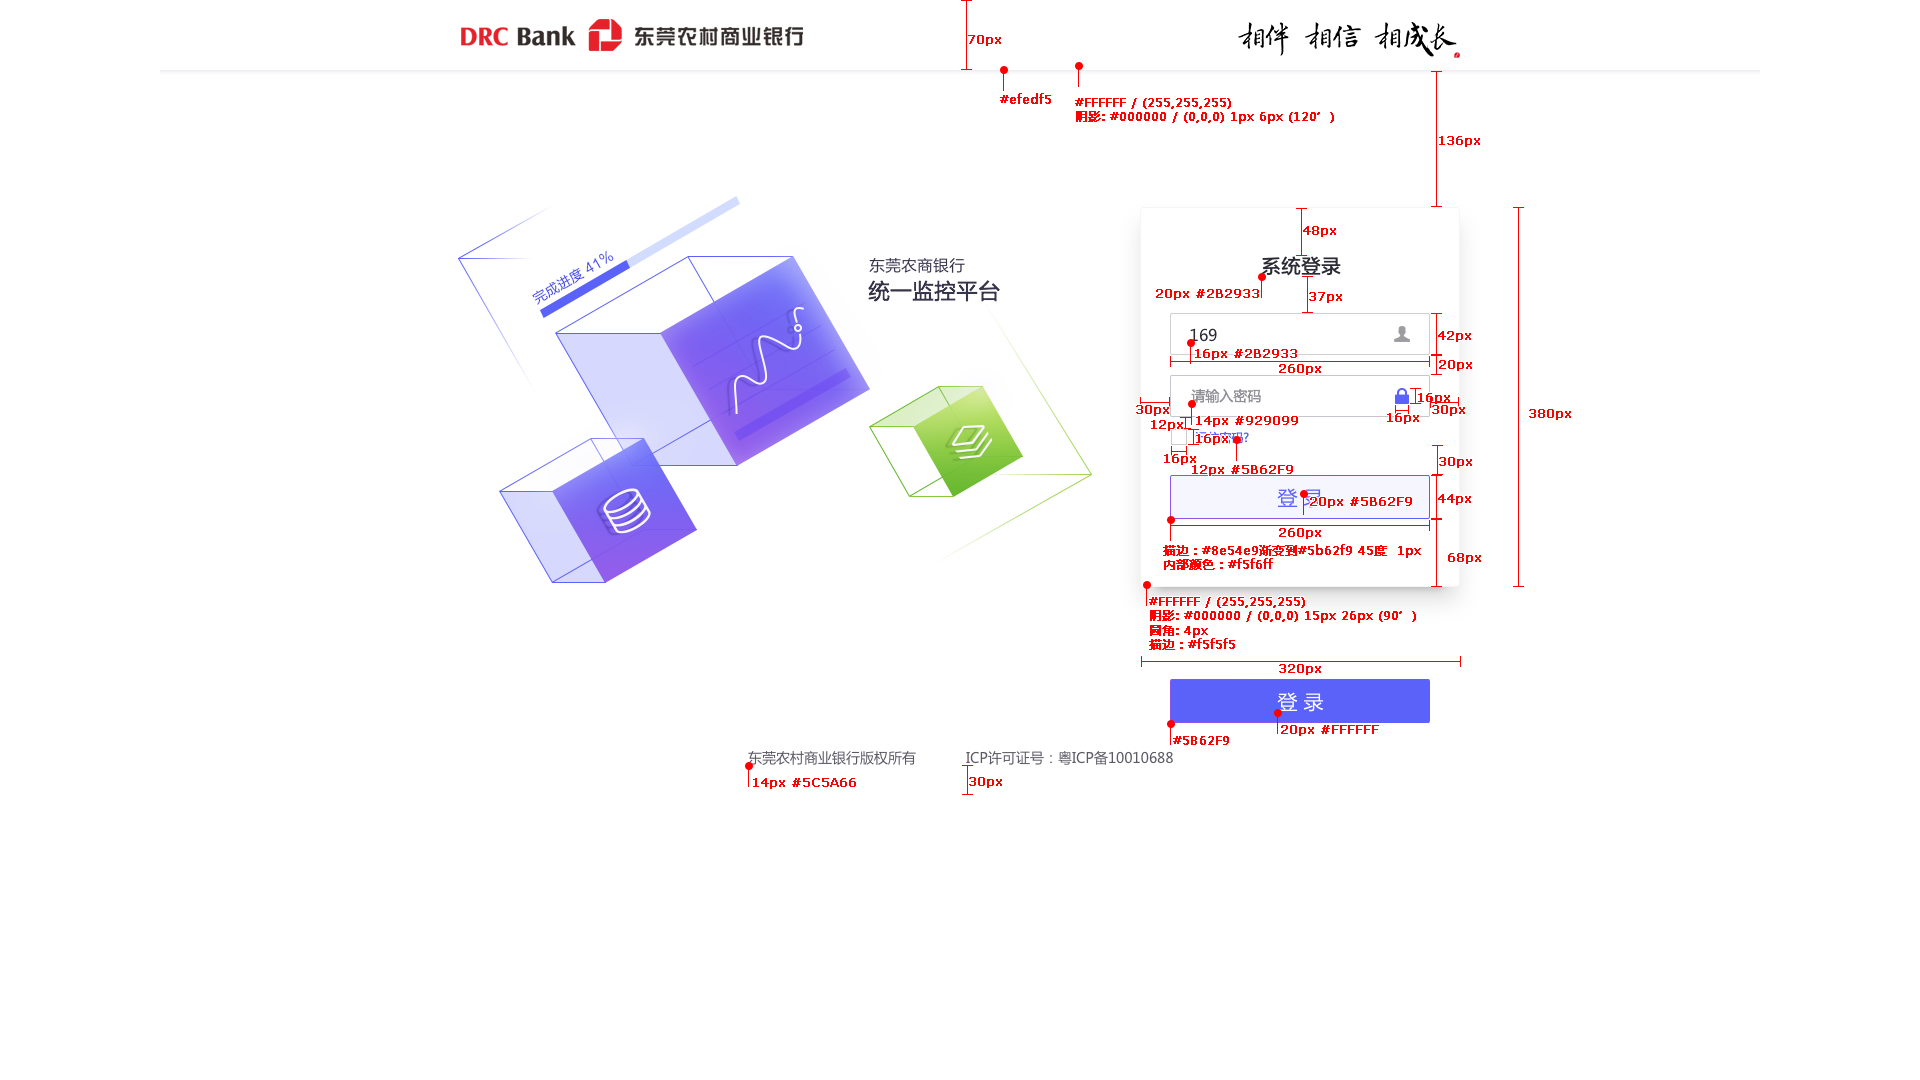 DRC Bank 东莞农村商业银行
相伴 相信 相成长
70px
#efedf5
#FFFFFF / (255,255,255)
阴影: #000000 / (0,0,0) 1px 6px (120°)
136px
完成进度 41%
东莞农商银行
统一监控平台
48px
系统登录
20px #2B2933
37px
169
42px
16px #2B2933
260px
20px
请输入密码
16px
30px
30px
16px
14px #929099
12px
16px
380px
16px
12px #5B62F9
30px
登录
20px #5B62F9
44px
260px
描边：#8e54e9渐变到#5b62f9 45度 1px
内部颜色：#f5f6ff
68px
#FFFFFF / (255,255,255)
阴影: #000000 / (0,0,0) 15px 26px (90°)
圆角: 4px
描边：#f5f5f5
320px
登 录
20px #FFFFFF
#5B62F9
东莞农村商业银行版权所有 ICP许可证号：粤ICP备10010688
14px #5C5A66
30px